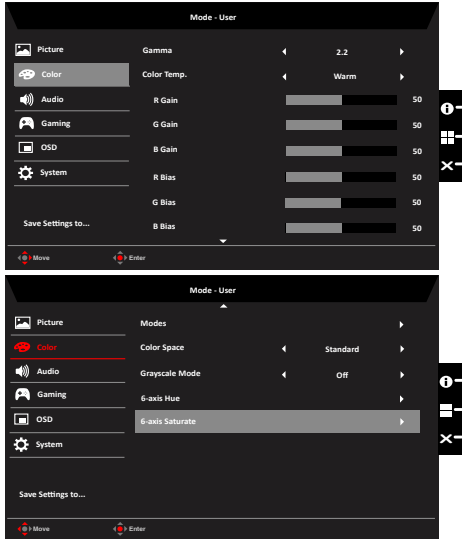 Mode - User
Picture
Gamma
2.2
Color
Color Temp.
Warm
Audio
R Gain
50
Gaming
G Gain
50
OSD
B Gain
50
System
R Bias
50
G Bias
50
Save Settings to...
B Bias
50
Move
Enter
Mode - User
Picture
Modes
Color
Color Space
Standard
Audio
Grayscale Mode
Off
Gaming
6-axis Hue
OSD
6-axis Saturate
System
Save Settings to...
Move
Enter